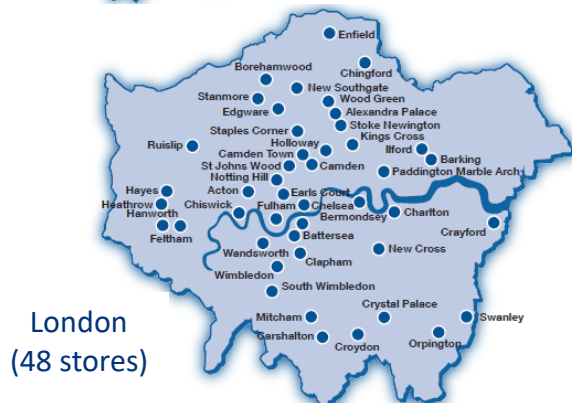 Enfield
Chingford
Borehamwood
New Southgate
Stanmore
Wood Green
Edgware
Alexandra Palace
Stoke Newington
Staples Corner
Kings Cross
Ruislip
Holloway
Ilford
Camden Town
Barking
St Johns Wood
Camden
Paddington Marble Arch
Notting Hill
Hayes
Acton
Earls Court
Heathrow
Chiswick
Fulham
Chelsea
Hanworth
Bermondsey
Charlton
Feltham
Battersea
Crayford
Wandsworth
New Cross
Clapham
Wimbledon
South Wimbledon
Crystal Palace
Mitcham
Swanley
Carshalton
Croydon
Orpington
London
(48 stores)